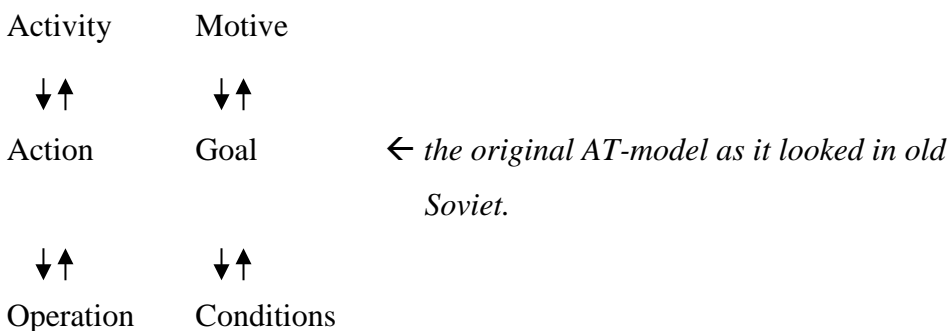 Activity Motive
↓↑ ↓↑
Action Goal ← the original AT-model as it looked in old
Soviet.
↓↑ ↓↑
Operation Conditions